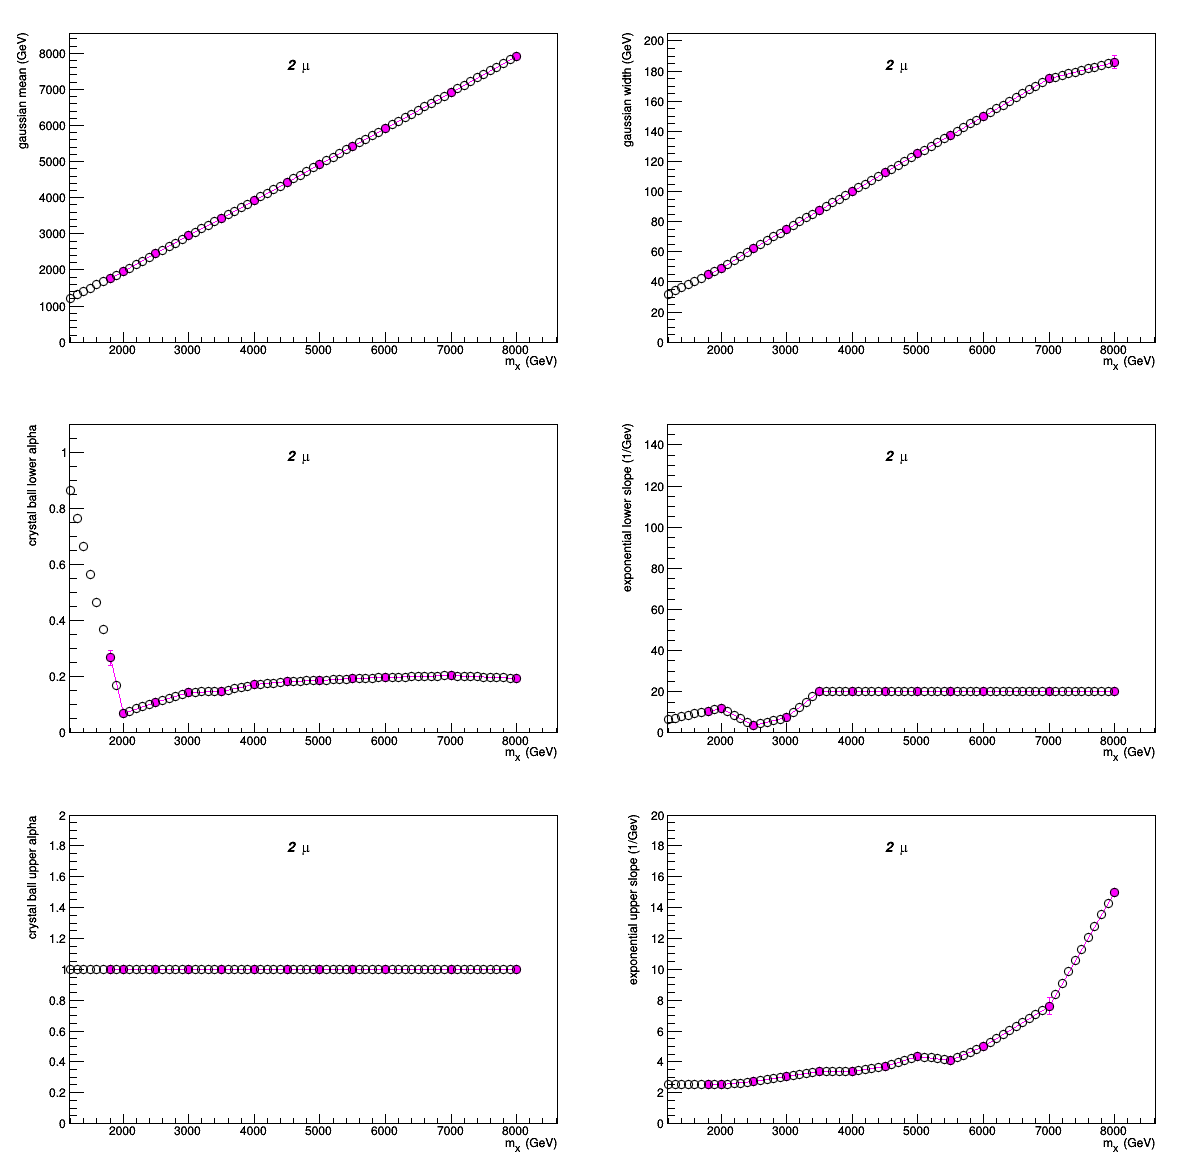 gaussian mean (GeV)
2 μ
8000
7000
6000
5000
4000
3000
2000
1000
0
2000 3000 4000 5000 6000 7000 8000
m_x (GeV)
gaussian width (GeV)
2 μ
200
180
160
140
120
100
80
60
40
20
0
2000 3000 4000 5000 6000 7000 8000
m_x (GeV)
crystal ball lower alpha
2 μ
1
0.8
0.6
0.4
0.2
0
2000 3000 4000 5000 6000 7000 8000
m_x (GeV)
exponential lower slope (1/Gev)
2 μ
140
120
100
80
60
40
20
0
2000 3000 4000 5000 6000 7000 8000
m_x (GeV)
crystal ball upper alpha
2 μ
2
1.8
1.6
1.4
1.2
1
0.8
0.6
0.4
0.2
0
2000 3000 4000 5000 6000 7000 8000
m_x (GeV)
exponential upper slope (1/Gev)
2 μ
20
18
16
14
12
10
8
6
4
2
0
2000 3000 4000 5000 6000 7000 8000
m_x (GeV)